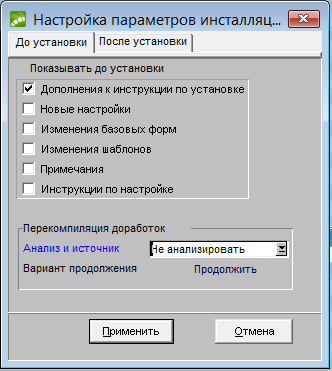 Настройка параметров инсталляц...
До установки После установки
Показывать до установки
Дополнения к инструкции по установке
Новые настройки
Изменения базовых форм
Изменения шаблонов
Примечания
Инструкции по настройке
Перекомпиляция доработок
Анализ и источник Не анализировать
Вариант продолжения Продолжить
Применить Отмена